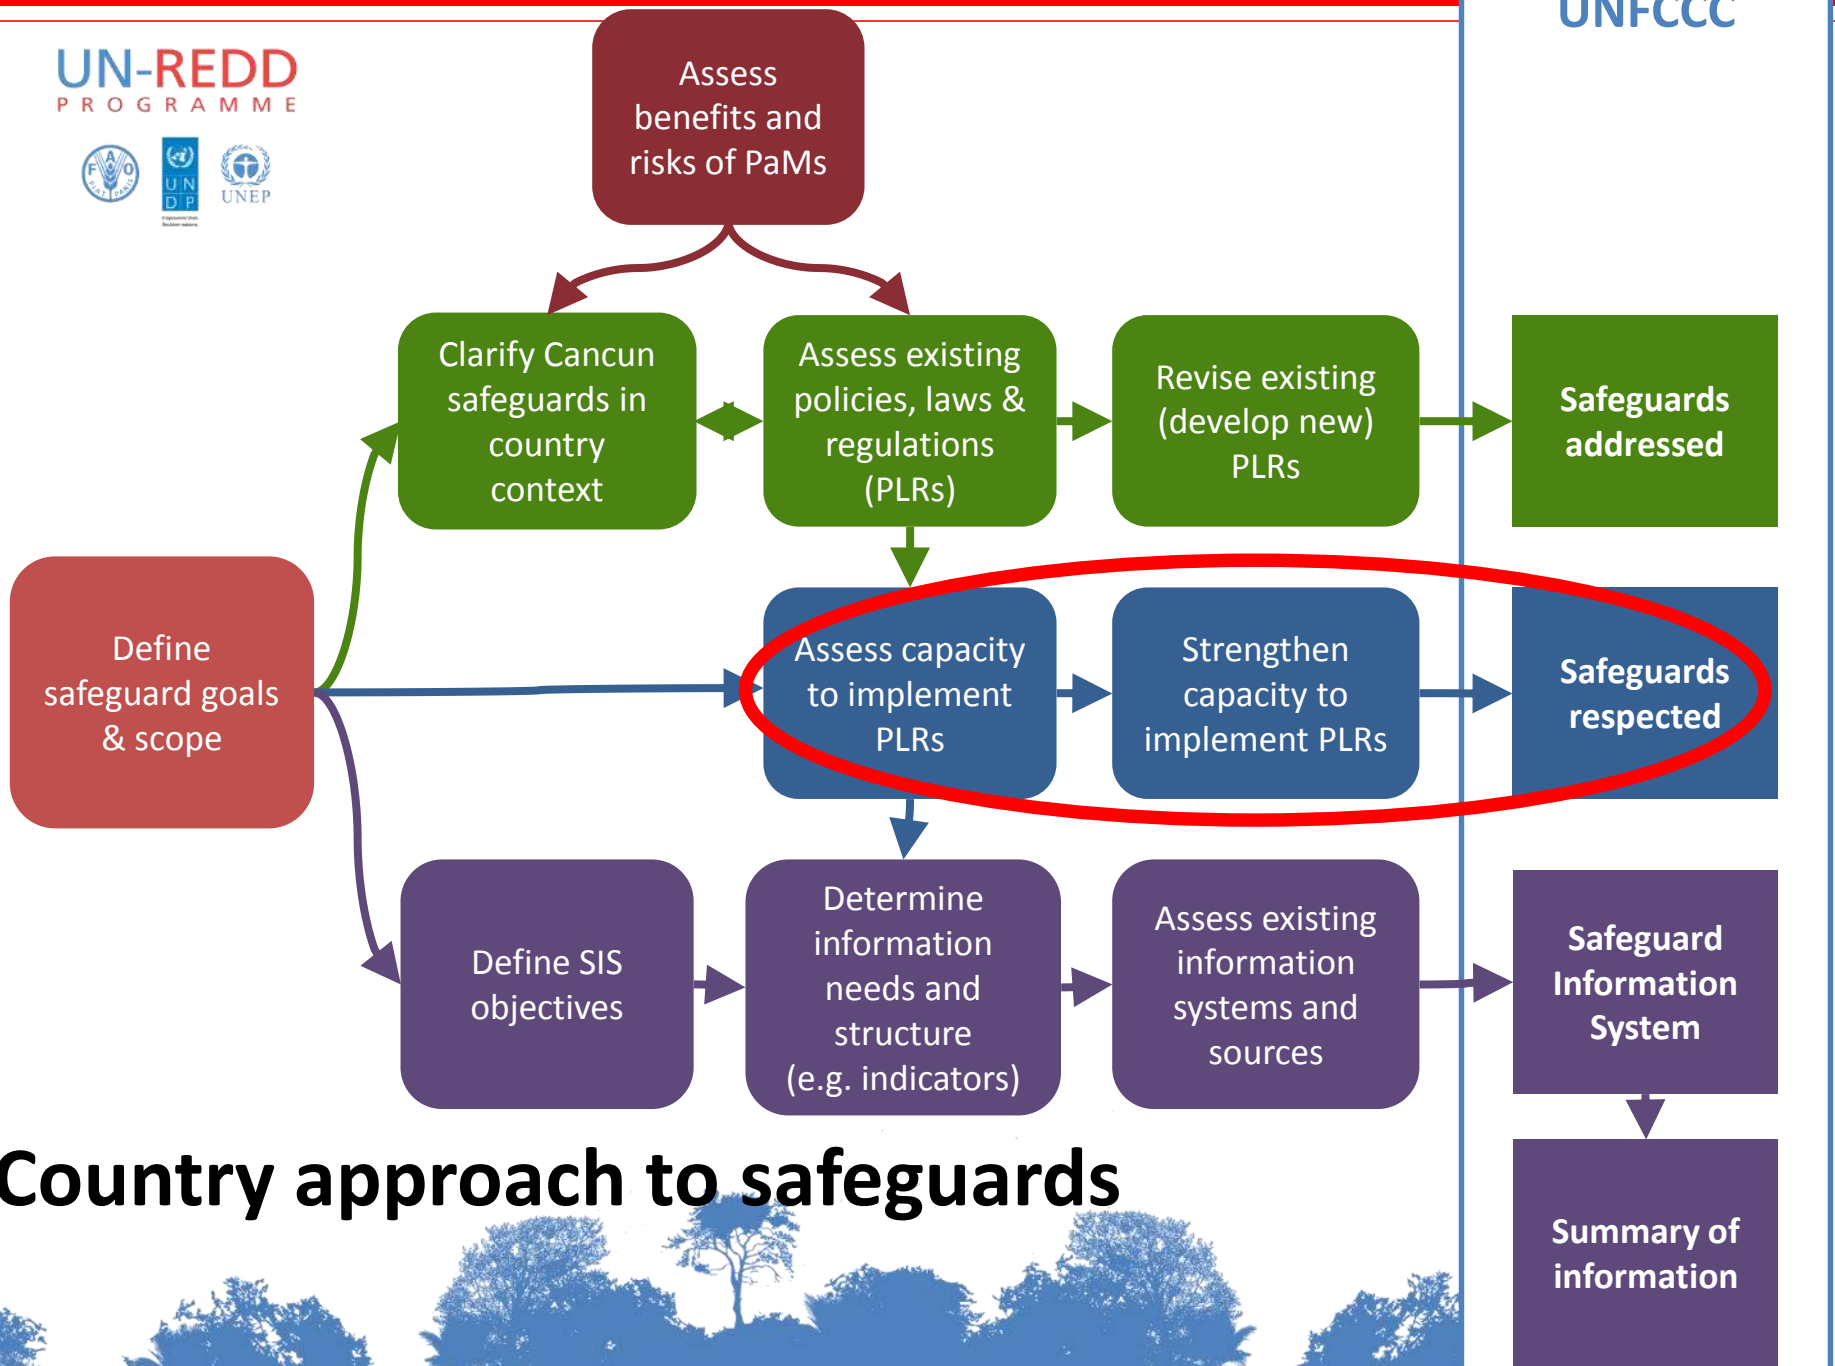 UNFCCC
UN-REDD
PROGRAMME
FAO
FIAT PANIS
UN
DP
UNEP
Assess
benefits and
risks of PaMs
Clarify Cancun
safeguards in
country
context
Assess existing
policies, laws &
regulations
(PLRs)
Revise existing
(develop new)
PLRs
Safeguards
addressed
Define
safeguard goals
& scope
Assess capacity
to implement
PLRs
Strengthen
capacity to
implement PLRs
Safeguards
respected
Define SIS
objectives
Determine
information
needs and
structure
(e.g. indicators)
Assess existing
information
systems and
sources
Safeguard
Information
System
Country approach to safeguards
Summary of
information